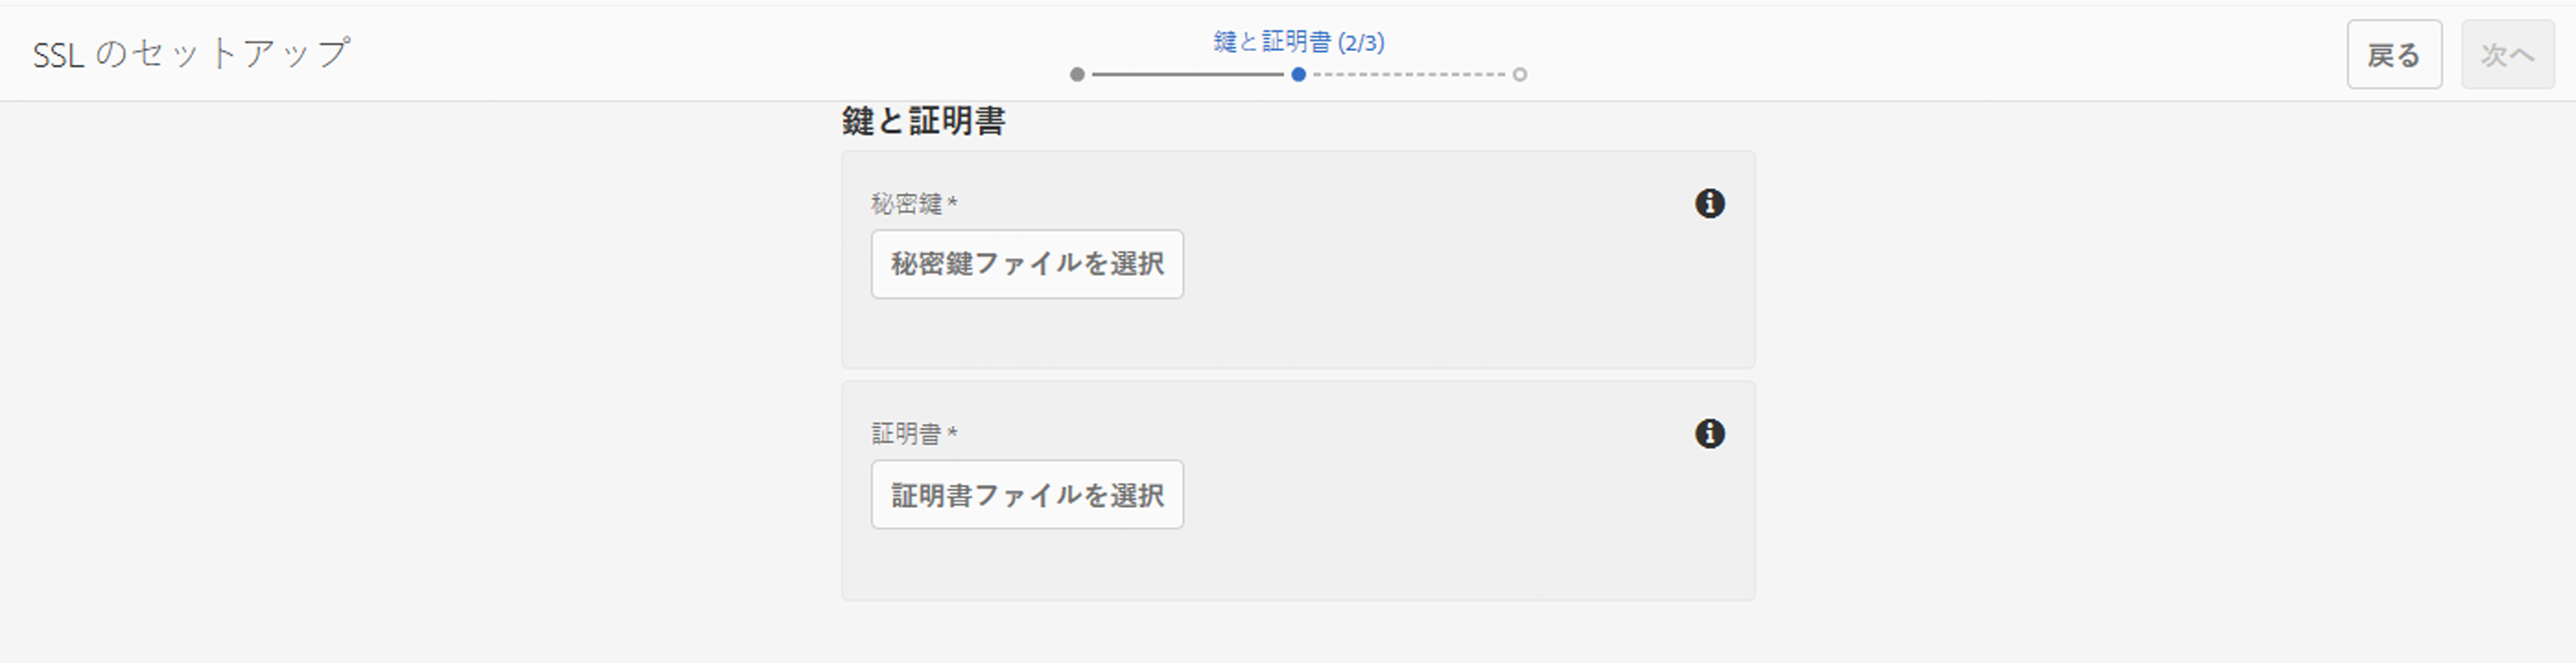 SSL のセットアップ
鍵と証明書 (2/3)
戻る
次へ
鍵と証明書
秘密鍵 *
秘密鍵ファイルを選択
証明書 *
証明書ファイルを選択